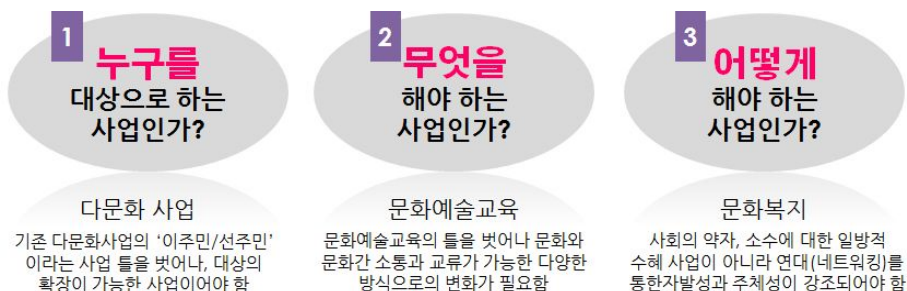 1
누구를
대상으로 하는
사업인가?
다문화 사업
기존 다문화사업의 ‘이주민/선주민’
이라는 사업 틀을 벗어나, 대상의
확장이 가능한 사업이어야 함
2
무엇을
해야 하는
사업인가?
문화예술교육
문화예술교육의 틀을 벗어나 문화와
문화간 소통과 교류가 가능한 다양한
방식으로의 변화가 필요함
3
어떻게
해야 하는
사업인가?
문화복지
사회의 약자, 소수에 대한 일방적
수혜 사업이 아니라 연대(네트워킹)를
통한자발성과 주체성이 강조되어야 함